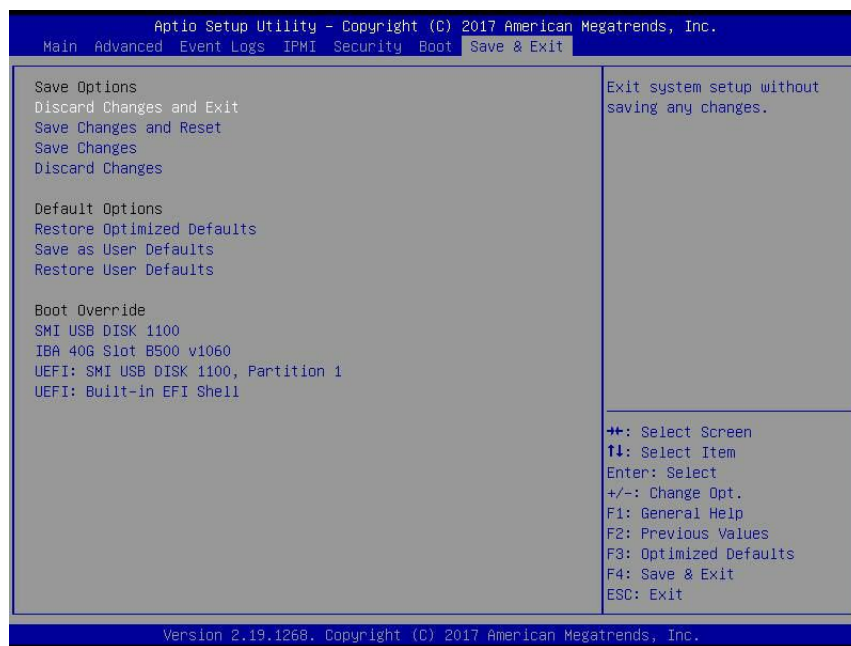 Aptio Setup Utility – Copyright (C) 2017 American Megatrends, Inc.
Main Advanced Event Logs IPMI Security Boot Save & Exit
Save Options
Discard Changes and Exit
Save Changes and Reset
Save Changes
Discard Changes
Default Options
Restore Optimized Defaults
Save as User Defaults
Restore User Defaults
Boot Override
SMI USB DISK 1100
IBA 40G Slot B500 v1060
UEFI: SMI USB DISK 1100, Partition 1
UEFI: Built-in EFI Shell
Exit system setup without
saving any changes.
→←: Select Screen
↑↓: Select Item
Enter: Select
+/-: Change Opt.
F1: General Help
F2: Previous Values
F3: Optimized Defaults
F4: Save & Exit
ESC: Exit
Version 2.19.1268. Copyright (C) 2017 American Megatrends, Inc.